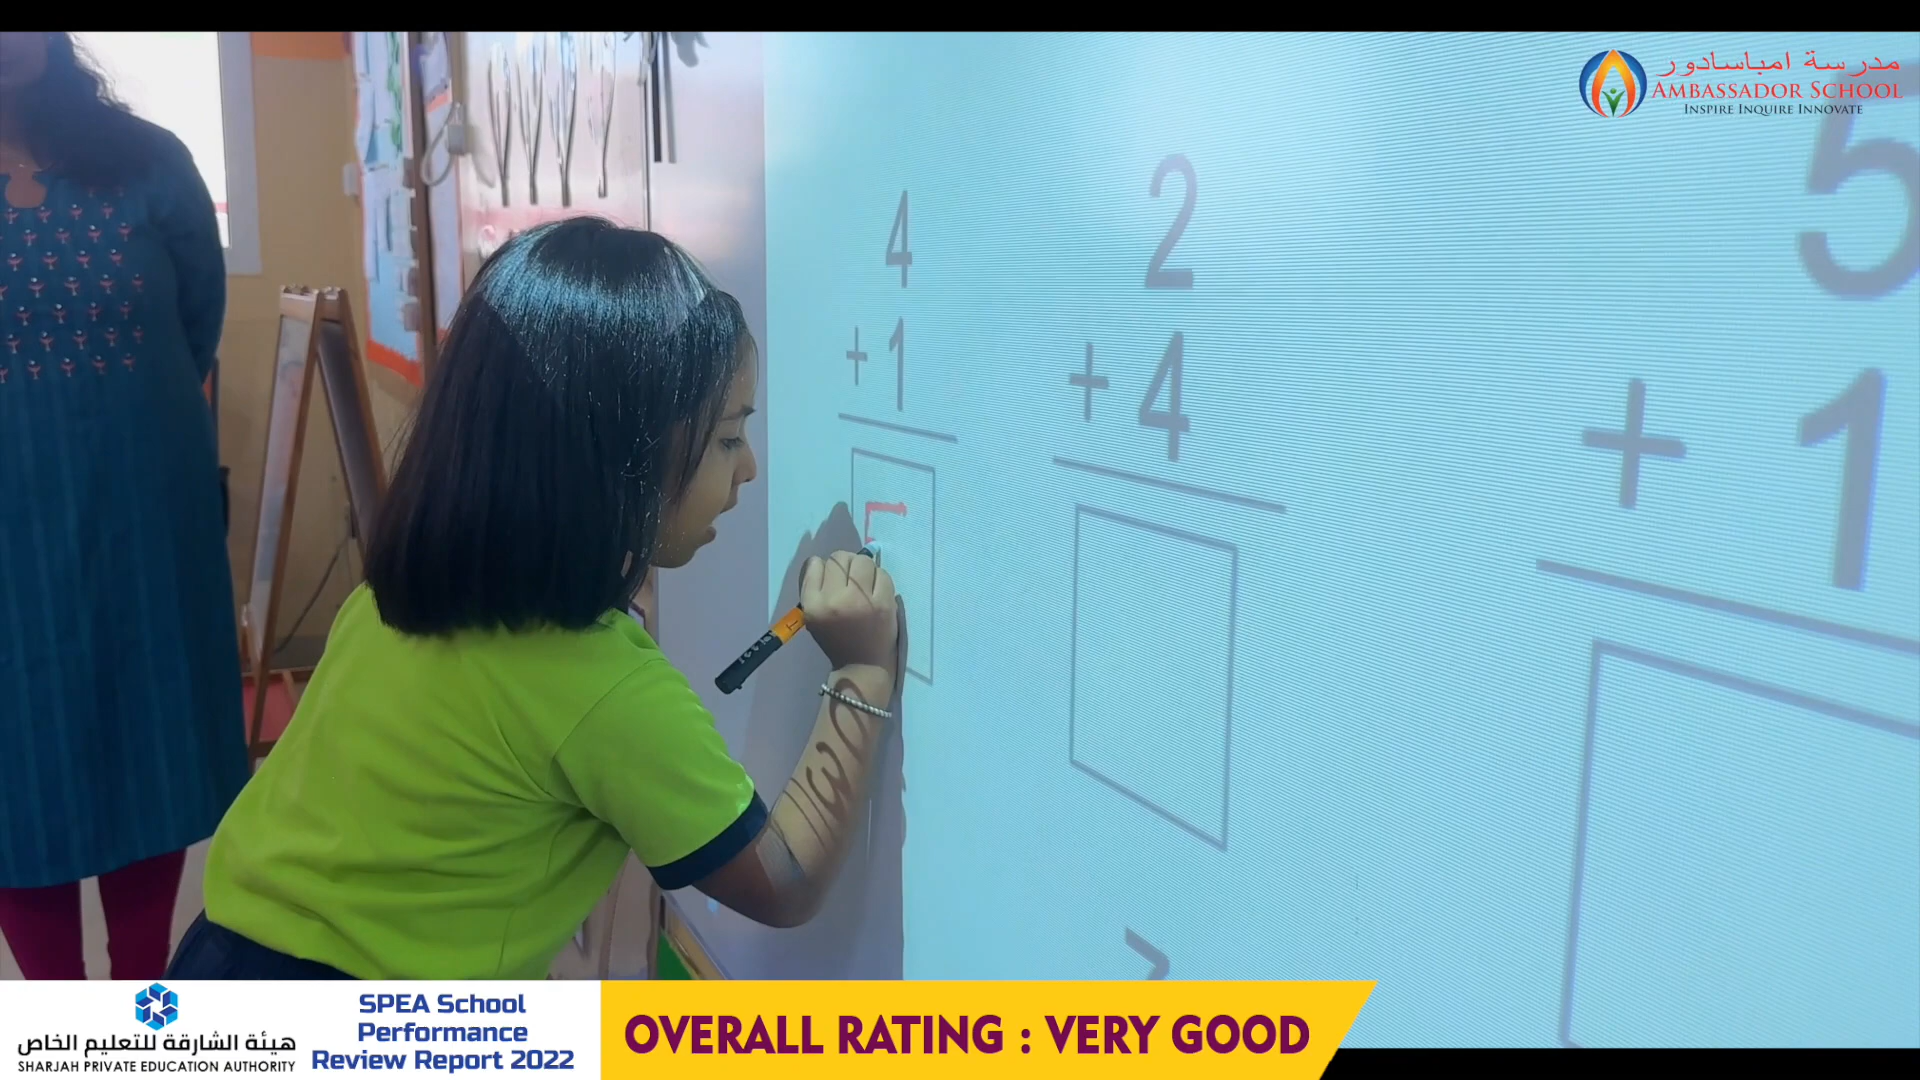 مدرسة امباسادور
AMBASSADOR SCHOOL
INSPIRE INQUIRE INNOVATE
4
+ 1
2
+ 4
5
+ 1
هيئة الشارقة للتعليم الخاص
SHARJAH PRIVATE EDUCATION AUTHORITY
SPEA School
Performance
Review Report 2022
OVERALL RATING : VERY GOOD